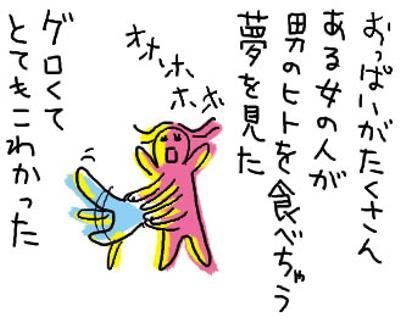 おっぱいがたくさん
ある女の人が
男のヒトを食べちゃう
夢を見た
オホホホホ
ゲロくて
とてもこわかった